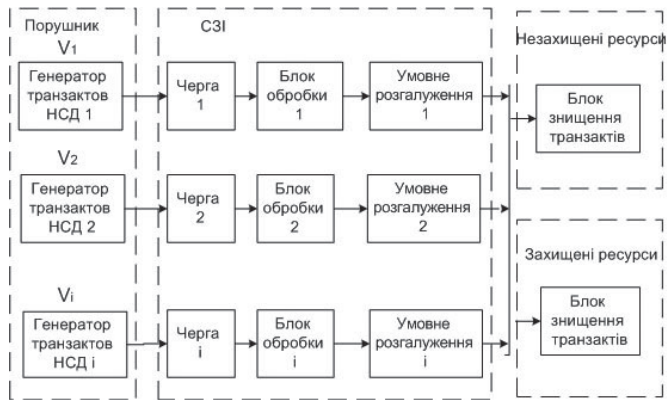 Порушник
V1
Генератор
транзактов
НСД 1
V2
Генератор
транзактов
НСД 2
Vi
Генератор
транзактов
НСД i
СЗІ
Черга
1
Блок
обробки
1
Умовне
розгалуження
1
Черга
2
Блок
обробки
2
Умовне
розгалуження
2
Черга
i
Блок
обробки
i
Умовне
розгалуження
i
Незахищені ресурси
Блок
знищення
транзактів
Захищені ресурси
Блок
знищення
транзактів